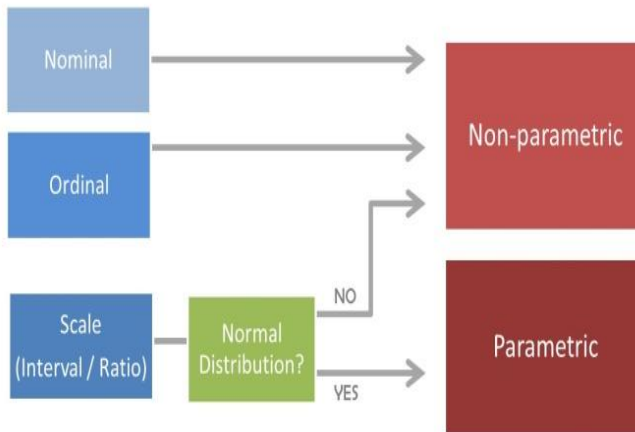 Nominal
Non-parametric
Ordinal
Scale
(Interval / Ratio)
Normal
Distribution?
NO
YES
Parametric